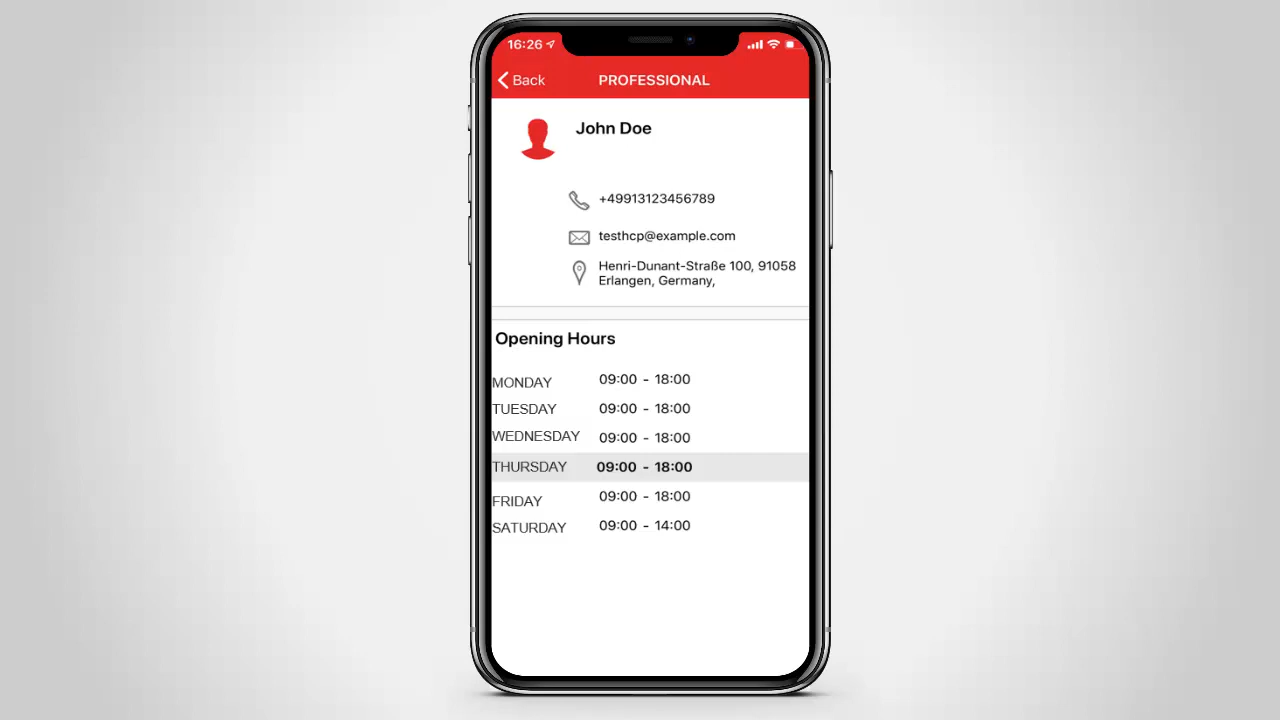 16:26
Back PROFESSIONAL
John Doe
+49913123456789
testhcp@example.com
Henri-Dunant-Straße 100, 91058
Erlangen, Germany,
Opening Hours
MONDAY 09:00 - 18:00
TUESDAY 09:00 - 18:00
WEDNESDAY 09:00 - 18:00
THURSDAY 09:00 - 18:00
FRIDAY 09:00 - 18:00
SATURDAY 09:00 - 14:00